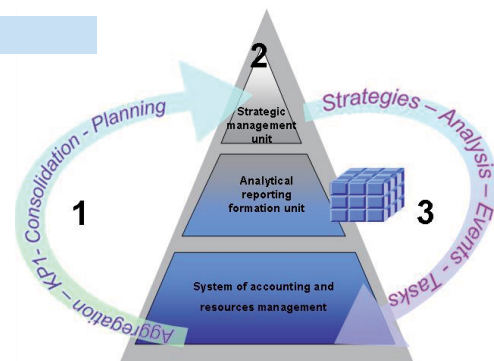 2
Strategic
management
unit
Analytical
reporting
formation unit
System of accounting and
resources management
1
Aggregation – KP1- Consolidation - Planning
3
Strategies – Analysis – Events - Tasks